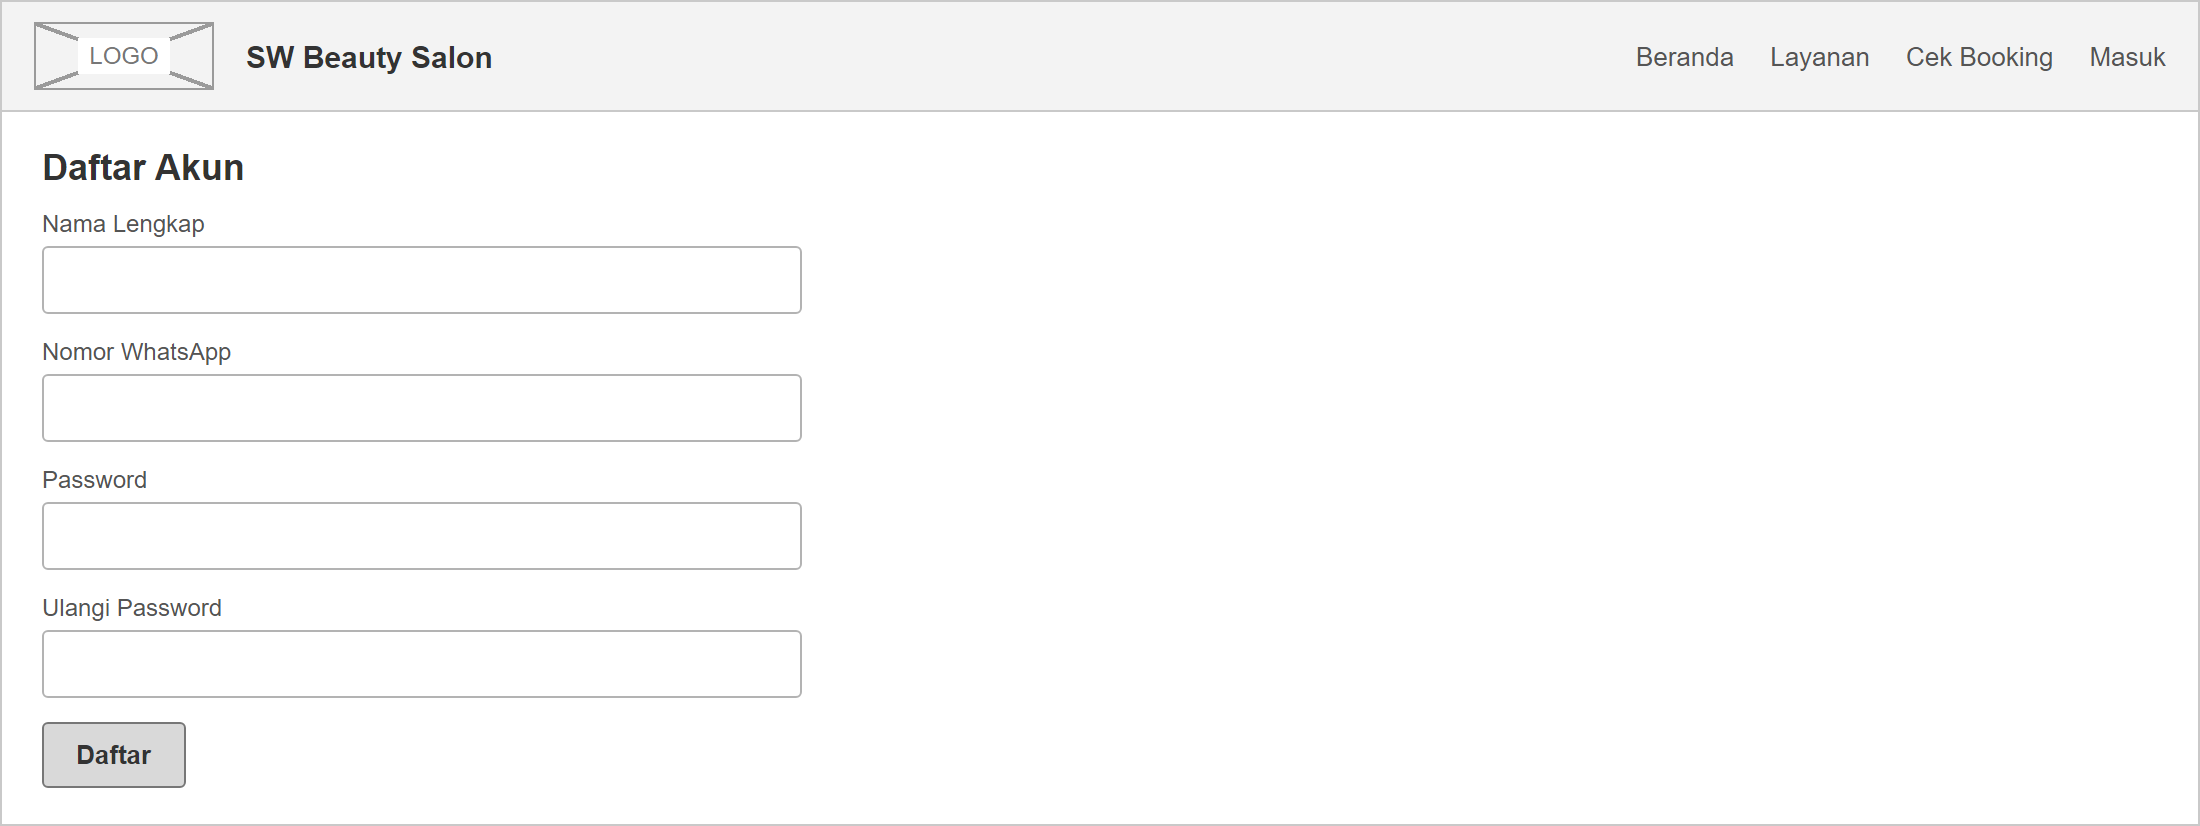 LOGO
SW Beauty Salon
Beranda Layanan Cek Booking Masuk
Daftar Akun
Nama Lengkap
Nomor WhatsApp
Password
Ulangi Password
Daftar